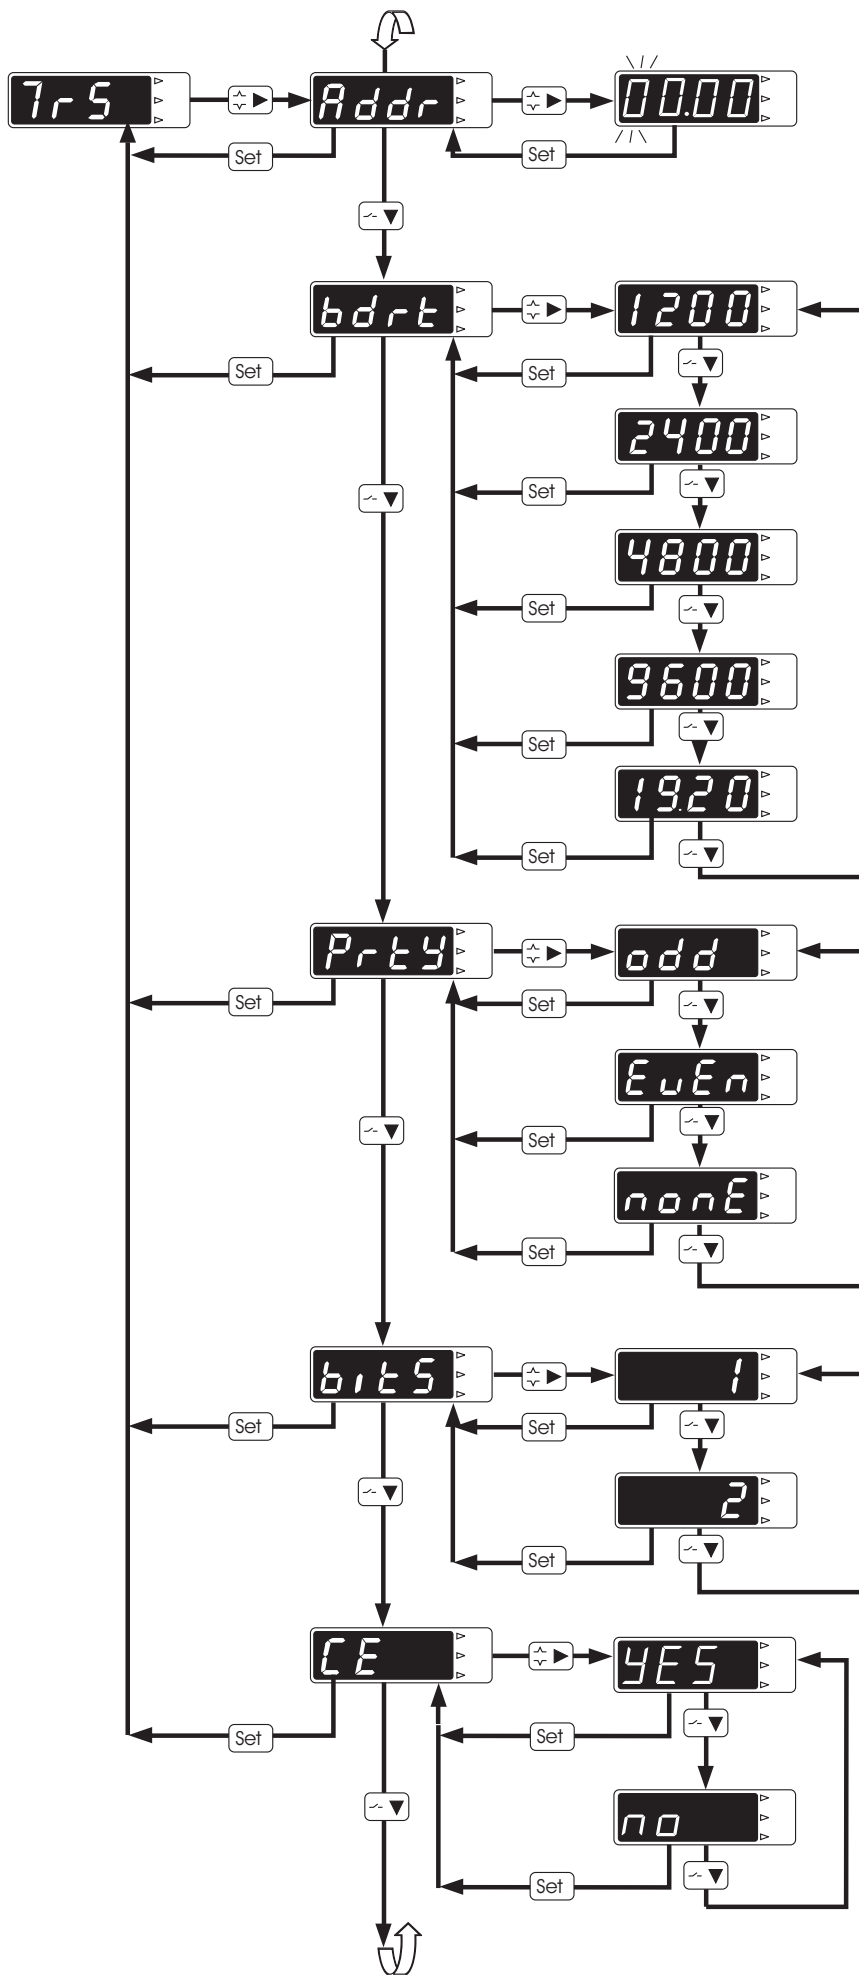 7rS
Addr
00.00
Set
Set
bdrt
1200
Set
Set
2400
Set
4800
Set
9600
Set
19.20
Set
PrtY
odd
Set
Set
EvEn
Set
nonE
Set
bitS
1
Set
Set
2
Set
CE
YES
Set
Set
no
Set